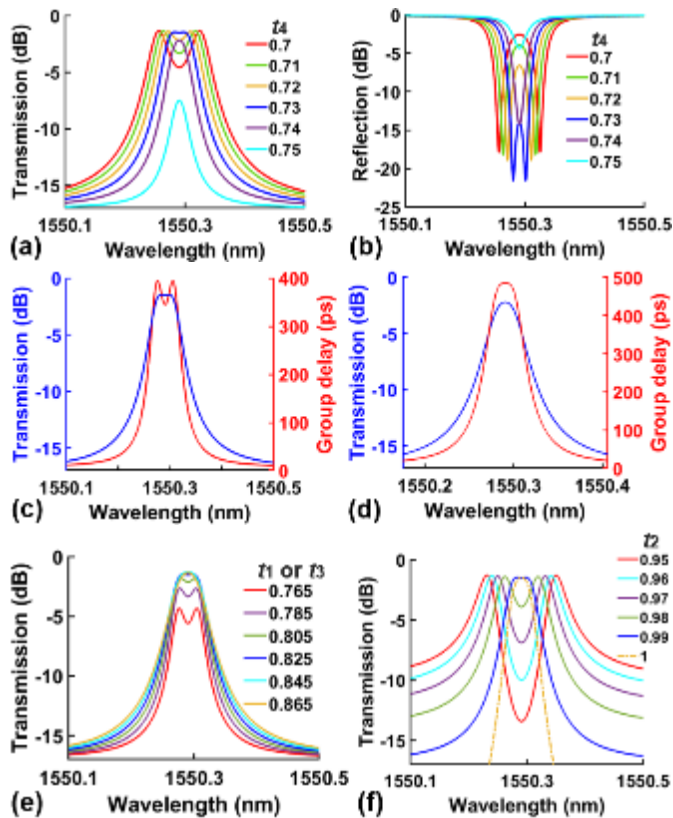 Transmission (dB)
0
-5
-10
-15
1550.1 1550.3 1550.5
Wavelength (nm)
t4
0.7
0.71
0.72
0.73
0.74
0.75
(a)
Reflection (dB)
0
-5
-10
-15
-20
-25
1550.1 1550.3 1550.5
Wavelength (nm)
t4
0.7
0.71
0.72
0.73
0.74
0.75
(b)
Transmission (dB)
0
-5
-10
-15
Group delay (ps)
400
300
200
100
0
1550.1 1550.3 1550.5
Wavelength (nm)
(c)
Transmission (dB)
0
-5
-10
-15
Group delay (ps)
500
400
300
200
100
0
1550.2 1550.3 1550.4
Wavelength (nm)
(d)
Transmission (dB)
0
-5
-10
-15
1550.1 1550.3 1550.5
Wavelength (nm)
t1 or t3
0.765
0.785
0.805
0.825
0.845
0.865
(e)
Transmission (dB)
0
-5
-10
-15
1550.1 1550.3 1550.5
Wavelength (nm)
t2
0.95
0.96
0.97
0.98
0.99
1
(f)